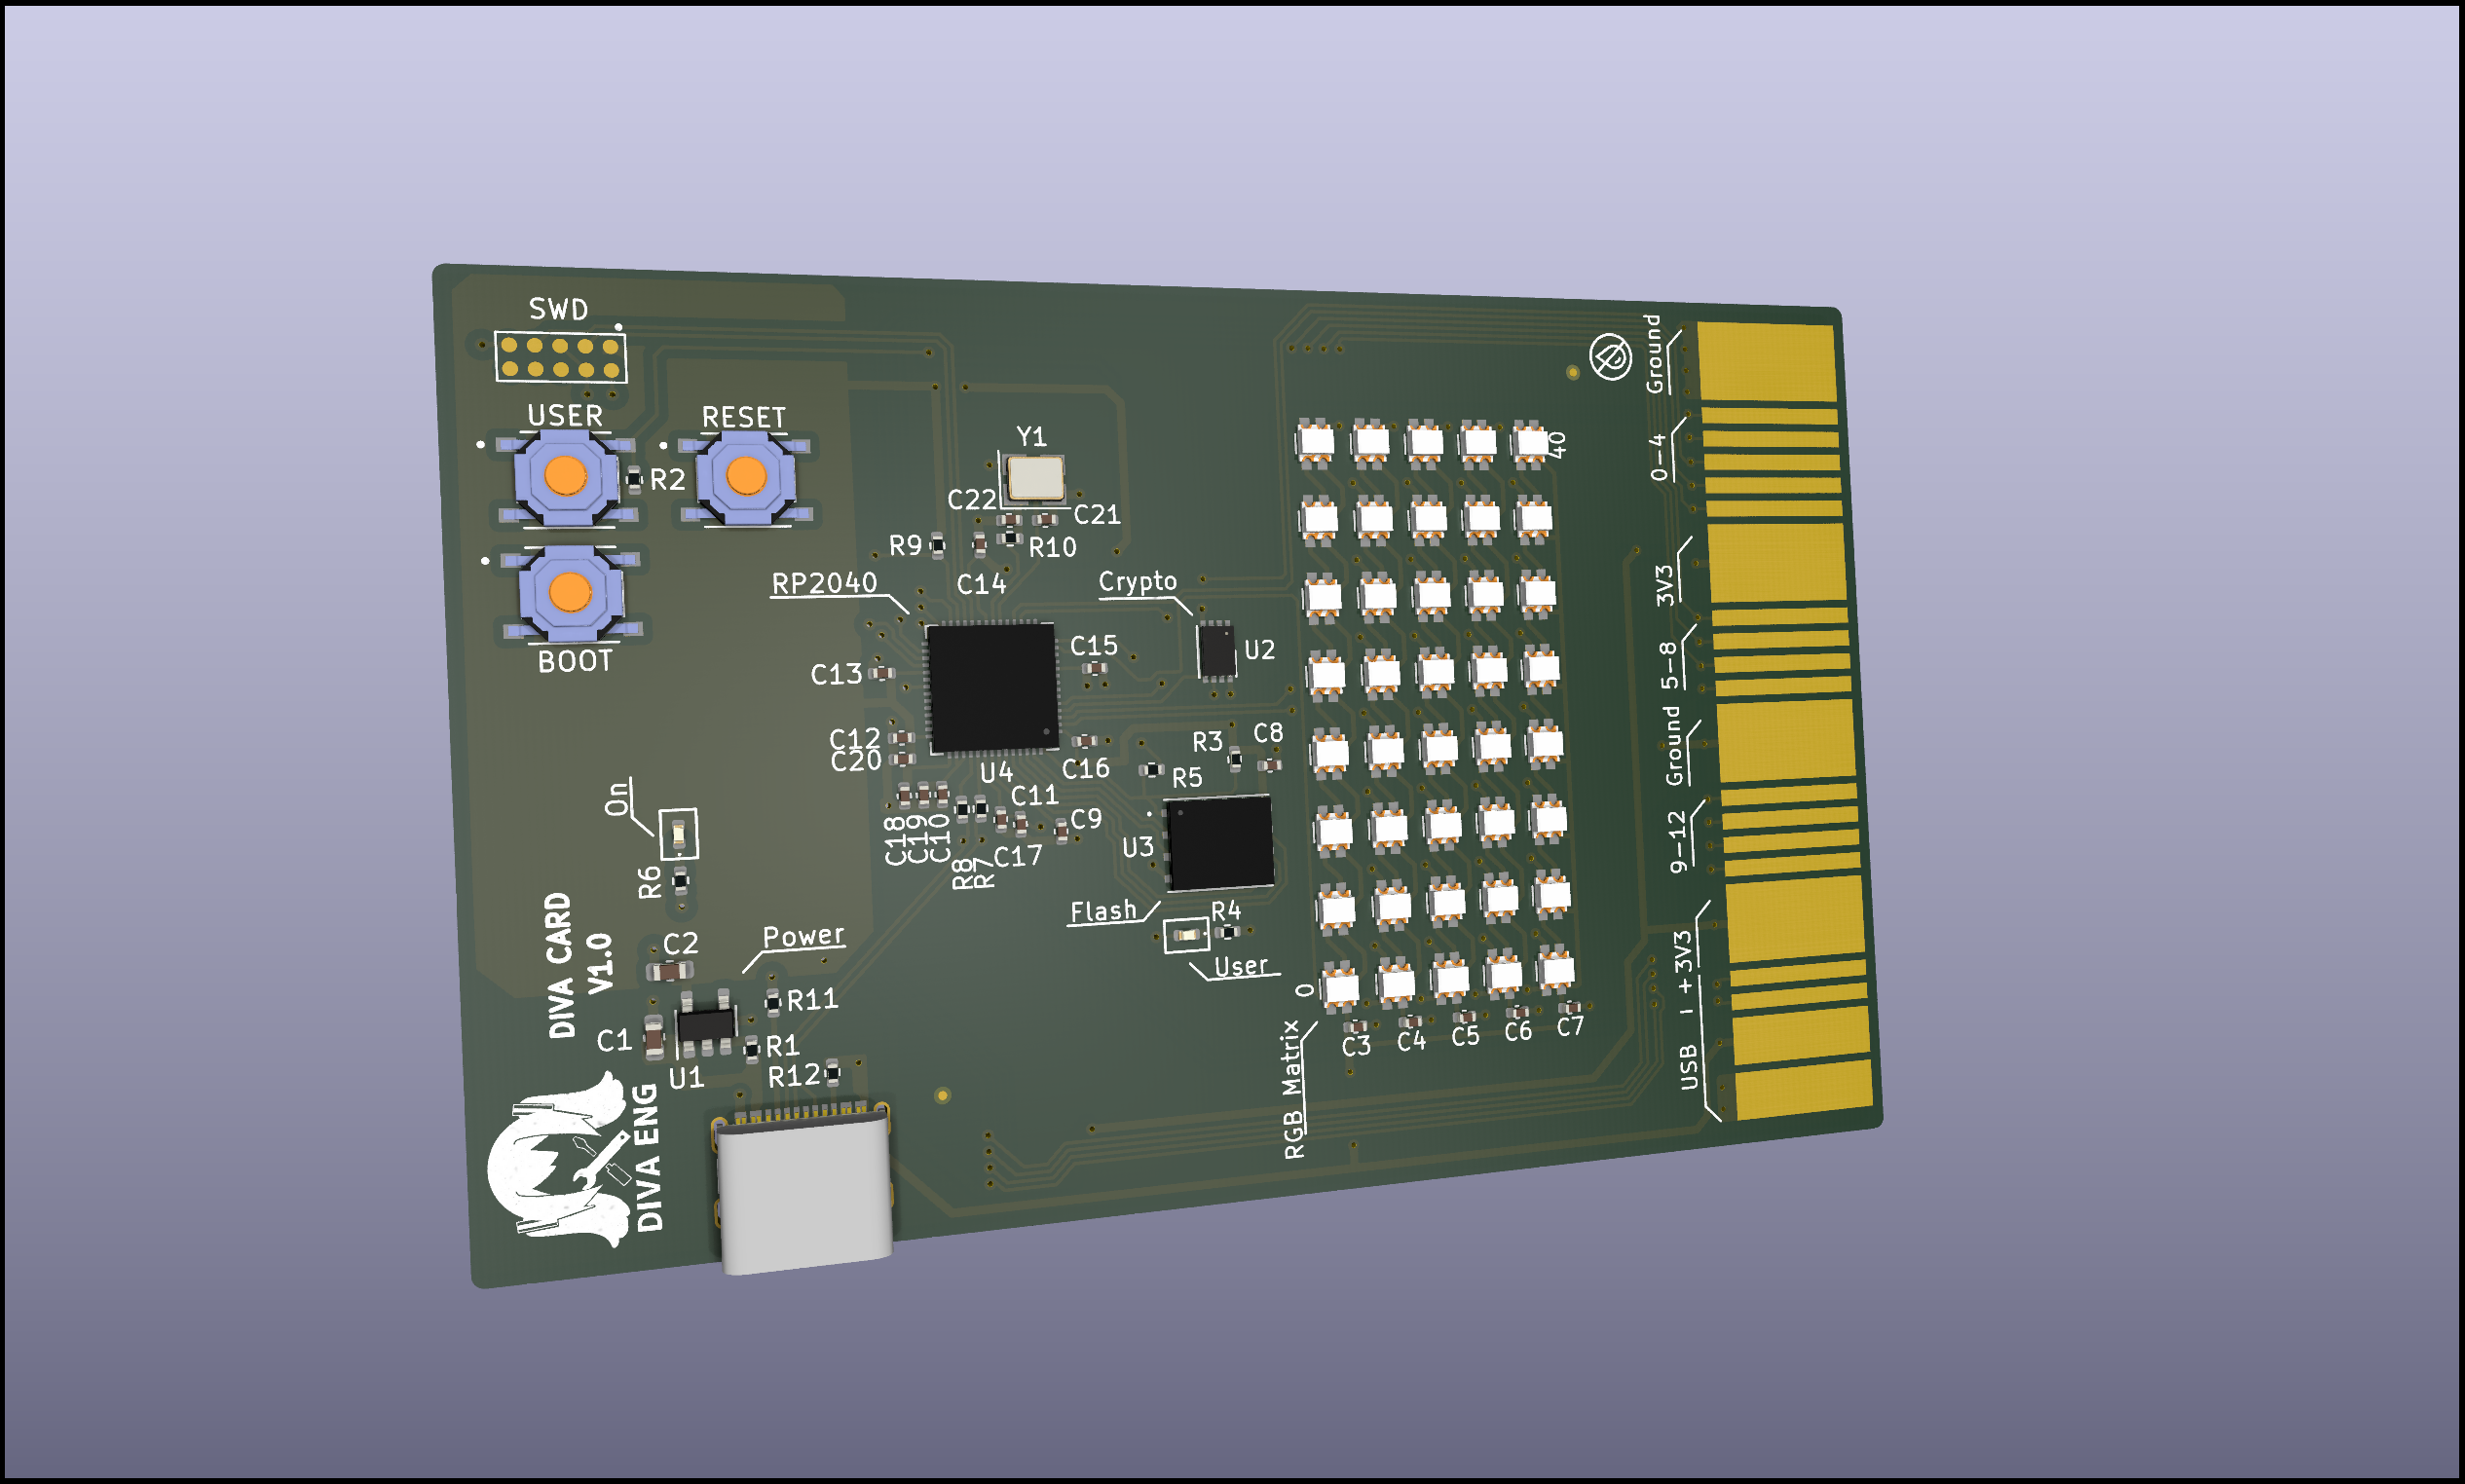 SWD
USER
RESET
R2
BOOT
Y1
C22
C21
R9
R10
C14
RP2040
Crypto
C15
U2
C13
C12
C20
U4
C16
R3
C8
R5
C18
C19
C10
R8
R7
C11
C17
C9
U3
Flash
R4
User
On
R6
DIVA CARD
V1.0
C2
Power
R11
C1
R1
U1
R12
DIVA ENG
40
0
RGB Matrix
C3
C4
C5
C6
C7
Ground
0-4
3V3
5-8
Ground
9-12
USB - + 3V3